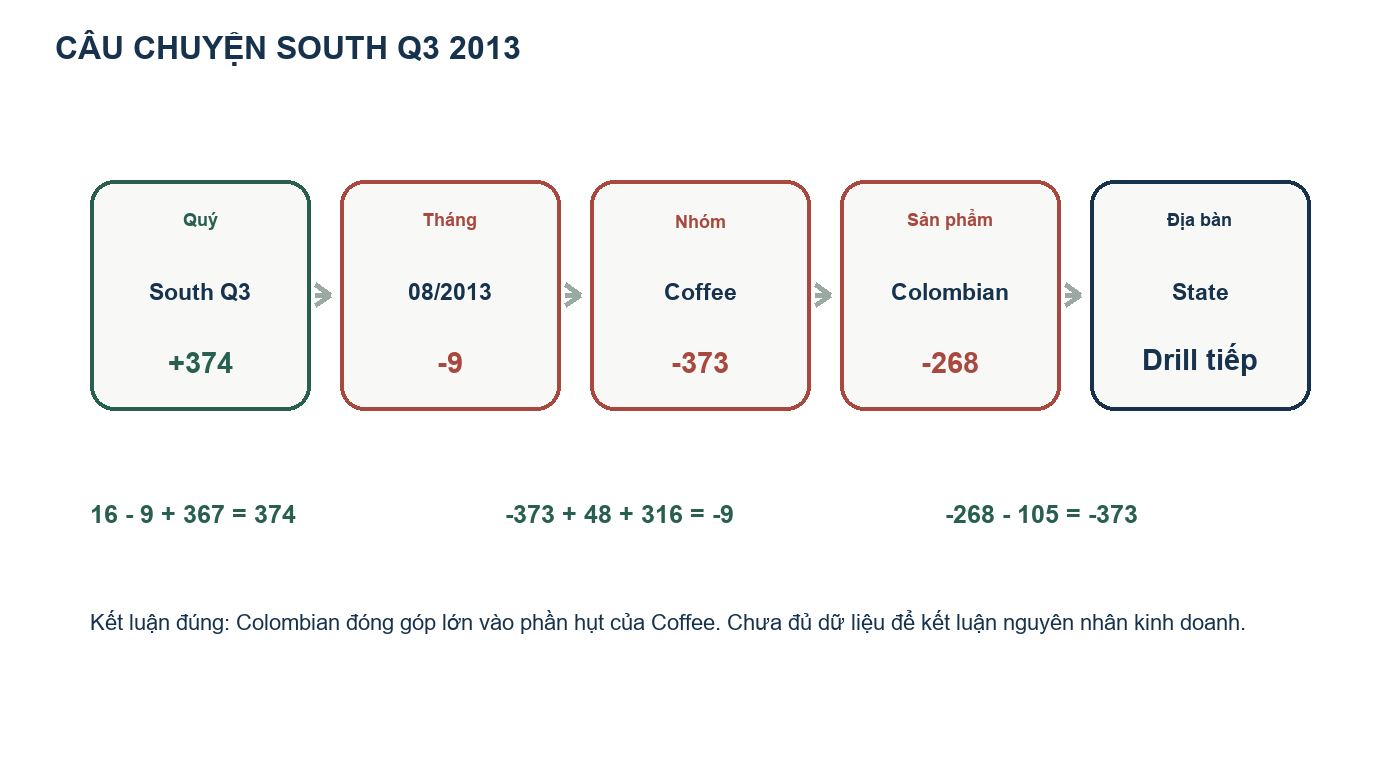 CÂU CHUYỆN SOUTH Q3 2013
Quý
South Q3
+374
Tháng
08/2013
-9
Nhóm
Coffee
-373
Sản phẩm
Colombian
-268
Địa bàn
State
Drill tiếp
16 - 9 + 367 = 374
-373 + 48 + 316 = -9
-268 - 105 = -373
Kết luận đúng: Colombian đóng góp lớn vào phần hụt của Coffee. Chưa đủ dữ liệu để kết luận nguyên nhân kinh doanh.